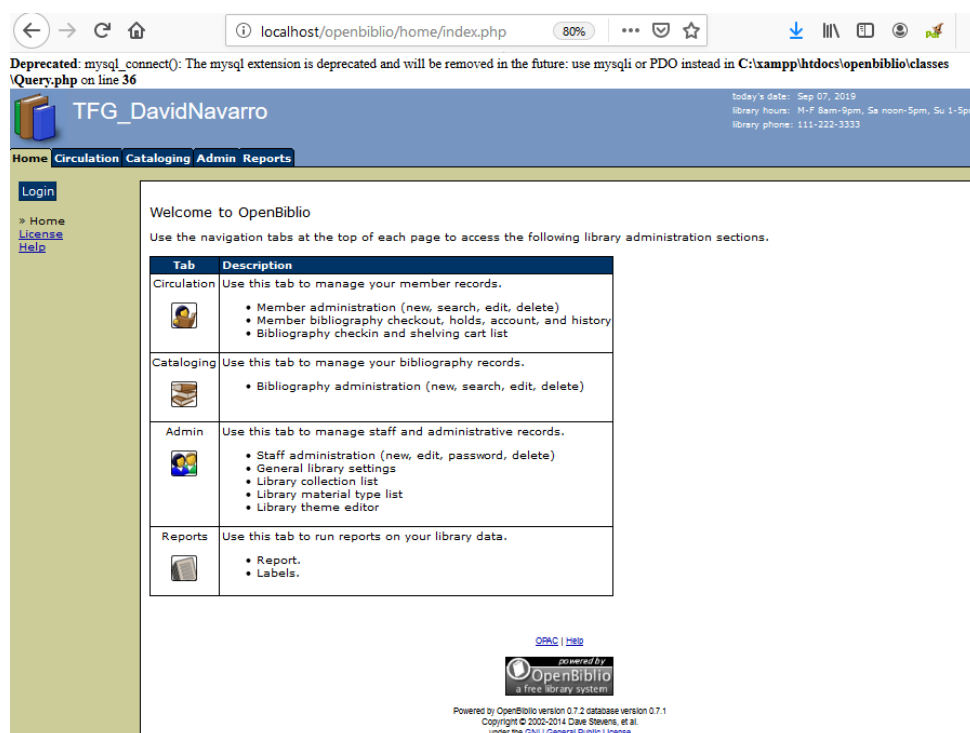 localhost/openbiblio/home/index.php 80%
Deprecated: mysql_connect(): The mysql extension is deprecated and will be removed in the future: use mysqli or PDO instead in C:\xampp\htdocs\openbiblio\classes
\Query.php on line 36
TFG_DavidNavarro
today's date: Sep 07, 2019
library hours: M-F 8am-9pm, Sa noon-5pm, Su 1-5p
library phone: 111-222-3333
Home Circulation Cataloging Admin Reports
Login
» Home
License
Help
Welcome to OpenBiblio
Use the navigation tabs at the top of each page to access the following library administration sections.
Tab Description
Circulation Use this tab to manage your member records.
• Member administration (new, search, edit, delete)
• Member bibliography checkout, holds, account, and history
• Bibliography checkin and shelving cart list
Cataloging Use this tab to manage your bibliography records.
• Bibliography administration (new, search, edit, delete)
Admin Use this tab to manage staff and administrative records.
• Staff administration (new, edit, password, delete)
• General library settings
• Library collection list
• Library material type list
• Library theme editor
Reports Use this tab to run reports on your library data.
• Report.
• Labels.
OPAC | Help
powered by
OpenBiblio
a free library system
Powered by OpenBiblio version 0.7.2 database version 0.7.1
Copyright © 2002-2014 Dave Stevens, et al.
under the GNU General Public License